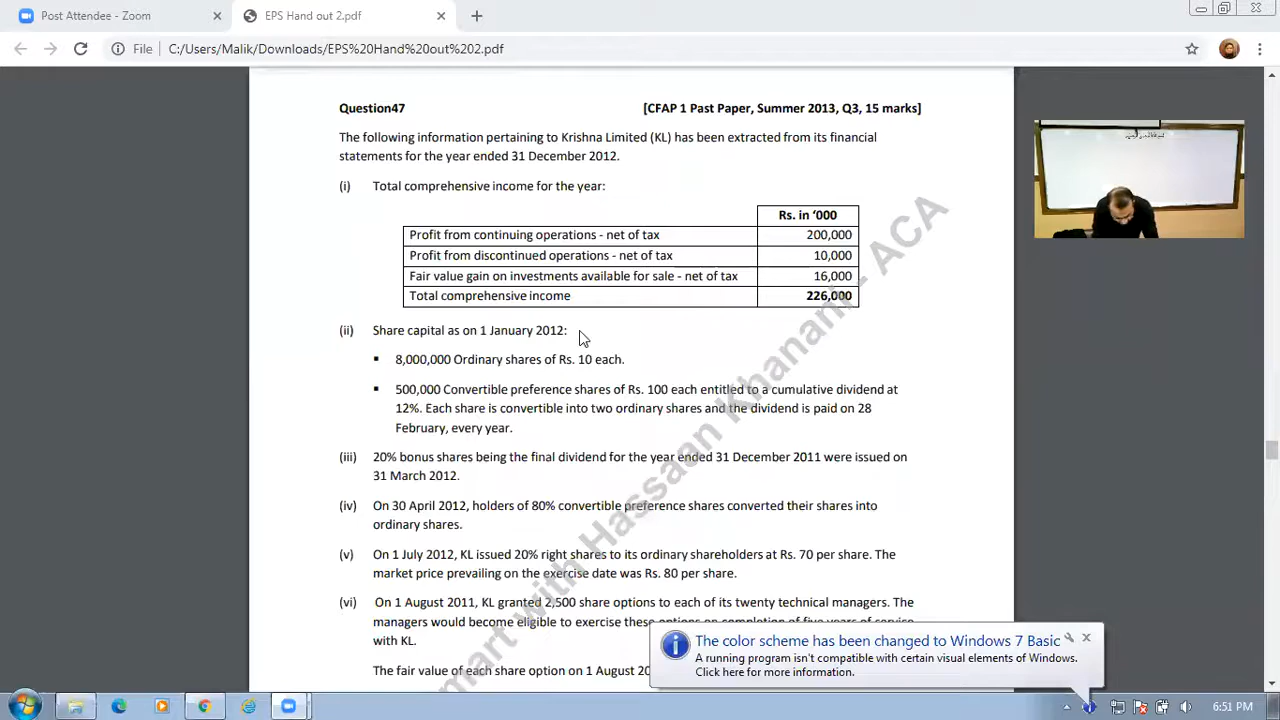 Post Attendee - Zoom
EPS Hand out 2.pdf
File
C:/Users/Malik/Downloads/EPS%20Hand%20out%202.pdf
Question47 [CFAP 1 Past Paper, Summer 2013, Q3, 15 marks]
The following information pertaining to Krishna Limited (KL) has been extracted from its financial
statements for the year ended 31 December 2012.
(i) Total comprehensive income for the year:
Rs. in ‘000
Profit from continuing operations - net of tax 200,000
Profit from discontinued operations - net of tax 10,000
Fair value gain on investments available for sale - net of tax 16,000
Total comprehensive income 226,000
(ii) Share capital as on 1 January 2012:
▪ 8,000,000 Ordinary shares of Rs. 10 each.
▪ 500,000 Convertible preference shares of Rs. 100 each entitled to a cumulative dividend at
12%. Each share is convertible into two ordinary shares and the dividend is paid on 28
February, every year.
(iii) 20% bonus shares being the final dividend for the year ended 31 December 2011 were issued on
31 March 2012.
(iv) On 30 April 2012, holders of 80% convertible preference shares converted their shares into
ordinary shares.
(v) On 1 July 2012, KL issued 20% right shares to its ordinary shareholders at Rs. 70 per share. The
market price prevailing on the exercise date was Rs. 80 per share.
(vi) On 1 August 2011, KL granted 2,500 share options to each of its twenty technical managers. The
managers would become eligible to exercise these options on completion of five years of service
with KL.
The fair value of each share option on 1 August 20
mart with Hassaan Khanani - ACA
The color scheme has been changed to Windows 7 Basic
A running program isn't compatible with certain visual elements of Windows.
Click here for more information.
6:51 PM